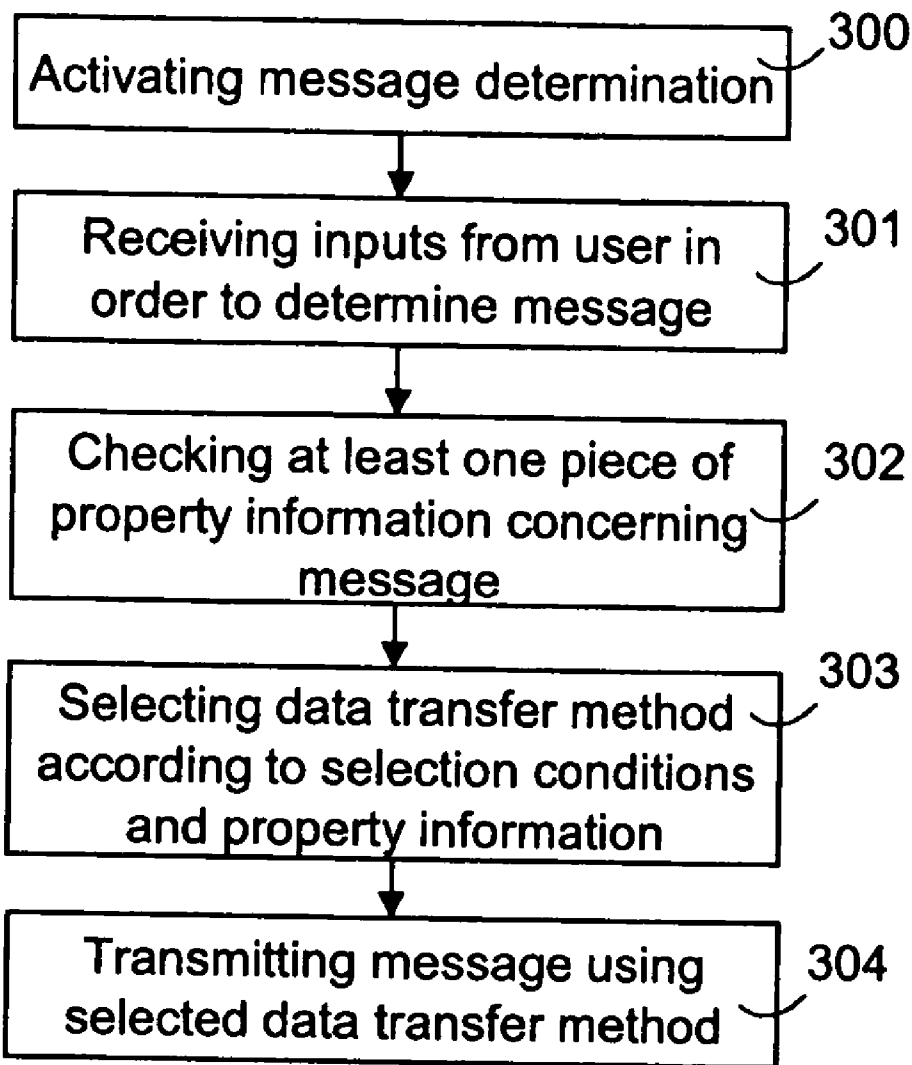 300
Activating message determination
301
Receiving inputs from user in
order to determine message
302
Checking at least one piece of
property information concerning
message
303
Selecting data transfer method
according to selection conditions
and property information
304
Transmitting message using
selected data transfer method